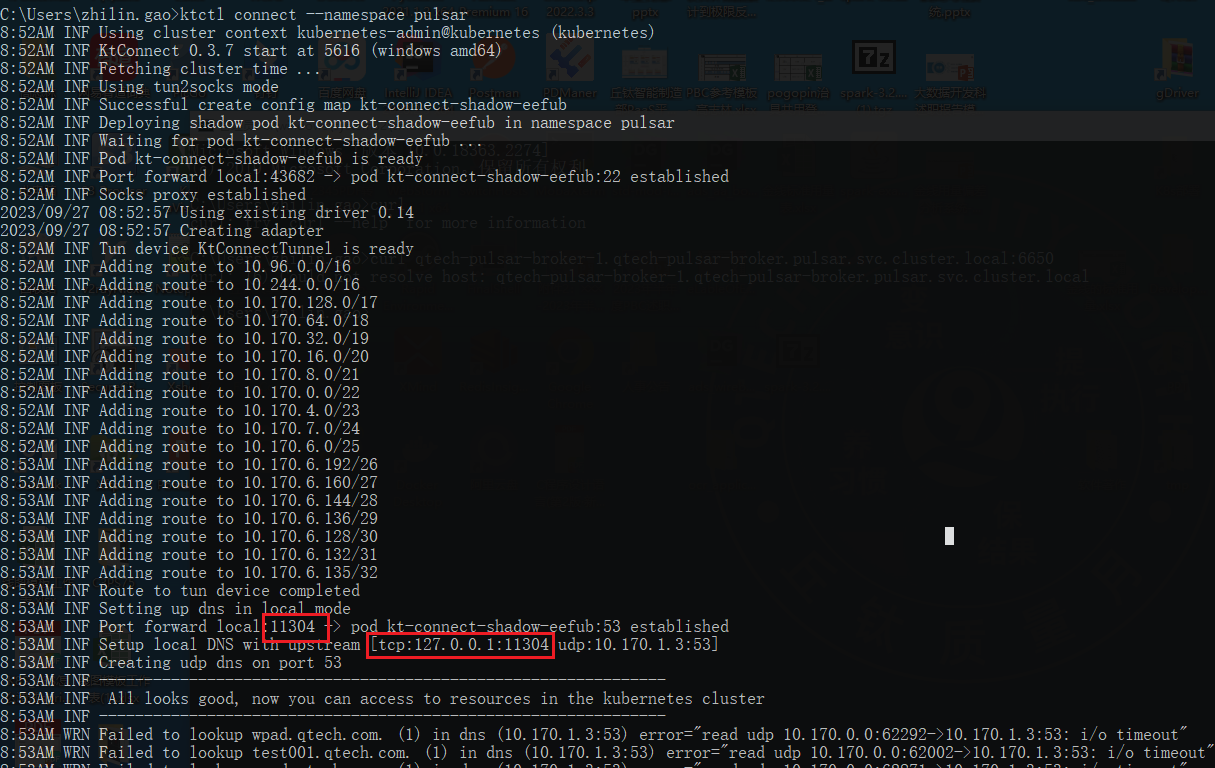 C:\Users\zhilin.gao>ktctl connect --namespace pulsar
8:52AM INF Using cluster context kubernetes-admin@kubernetes (kubernetes)
8:52AM INF KtConnect 0.3.7 start at 5616 (windows amd64)
8:52AM INF Fetching cluster time ...
8:52AM INF Using tun2socks mode
8:52AM INF Successful create config map kt-connect-shadow-eefub
8:52AM INF Deploying shadow pod kt-connect-shadow-eefub in namespace pulsar
8:52AM INF Waiting for pod kt-connect-shadow-eefub ...
8:52AM INF Pod kt-connect-shadow-eefub is ready
8:52AM INF Port forward local:43682 -> pod kt-connect-shadow-eefub:22 established
8:52AM INF Socks proxy established
2023/09/27 08:52:57 Using existing driver 0.14
2023/09/27 08:52:57 Creating adapter
8:52AM INF Tun device KtConnectTunnel is ready
8:52AM INF Adding route to 10.96.0.0/16
8:52AM INF Adding route to 10.244.0.0/16
8:52AM INF Adding route to 10.170.128.0/17
8:52AM INF Adding route to 10.170.64.0/18
8:52AM INF Adding route to 10.170.32.0/19
8:52AM INF Adding route to 10.170.16.0/20
8:52AM INF Adding route to 10.170.8.0/21
8:52AM INF Adding route to 10.170.0.0/22
8:52AM INF Adding route to 10.170.4.0/23
8:52AM INF Adding route to 10.170.7.0/24
8:52AM INF Adding route to 10.170.6.0/25
8:53AM INF Adding route to 10.170.6.192/26
8:53AM INF Adding route to 10.170.6.160/27
8:53AM INF Adding route to 10.170.6.144/28
8:53AM INF Adding route to 10.170.6.136/29
8:53AM INF Adding route to 10.170.6.128/30
8:53AM INF Adding route to 10.170.6.132/31
8:53AM INF Adding route to 10.170.6.135/32
8:53AM INF Route to tun device completed
8:53AM INF Setting up dns in local mode
8:53AM INF Port forward local:11304 -> pod kt-connect-shadow-eefub:53 established
8:53AM INF Setup local DNS with upstream [tcp:127.0.0.1:11304 udp:10.170.1.3:53]
8:53AM INF Creating udp dns on port 53
8:53AM INF ---------------------------------------------------------------
8:53AM INF  All looks good, now you can access to resources in the kubernetes cluster
8:53AM INF ---------------------------------------------------------------
8:53AM WRN Failed to lookup wpad.qtech.com. (1) in dns (10.170.1.3:53) error="read udp 10.170.0.0:62292->10.170.1.3:53: i/o timeout"
8:53AM WRN Failed to lookup test001.qtech.com. (1) in dns (10.170.1.3:53) error="read udp 10.170.0.0:62002->10.170.1.3:53: i/o timeout"